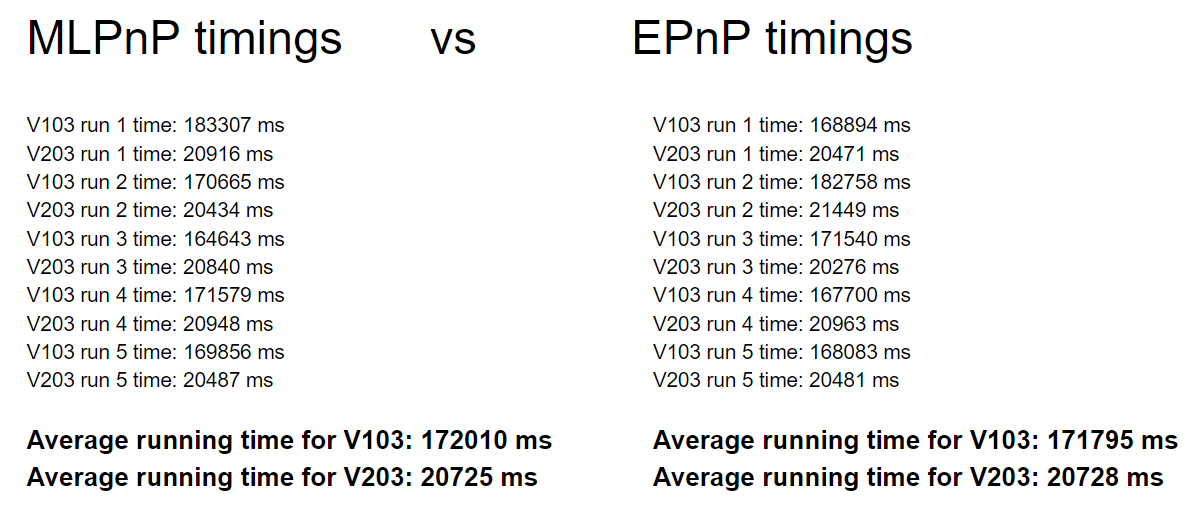 MLPnP timings vs EPnP timings
V103 run 1 time: 183307 ms
V203 run 1 time: 20916 ms
V103 run 2 time: 170665 ms
V203 run 2 time: 20434 ms
V103 run 3 time: 164643 ms
V203 run 3 time: 20840 ms
V103 run 4 time: 171579 ms
V203 run 4 time: 20948 ms
V103 run 5 time: 169856 ms
V203 run 5 time: 20487 ms
Average running time for V103: 172010 ms
Average running time for V203: 20725 ms
V103 run 1 time: 168894 ms
V203 run 1 time: 20471 ms
V103 run 2 time: 182758 ms
V203 run 2 time: 21449 ms
V103 run 3 time: 171540 ms
V203 run 3 time: 20276 ms
V103 run 4 time: 167700 ms
V203 run 4 time: 20963 ms
V103 run 5 time: 168083 ms
V203 run 5 time: 20481 ms
Average running time for V103: 171795 ms
Average running time for V203: 20728 ms